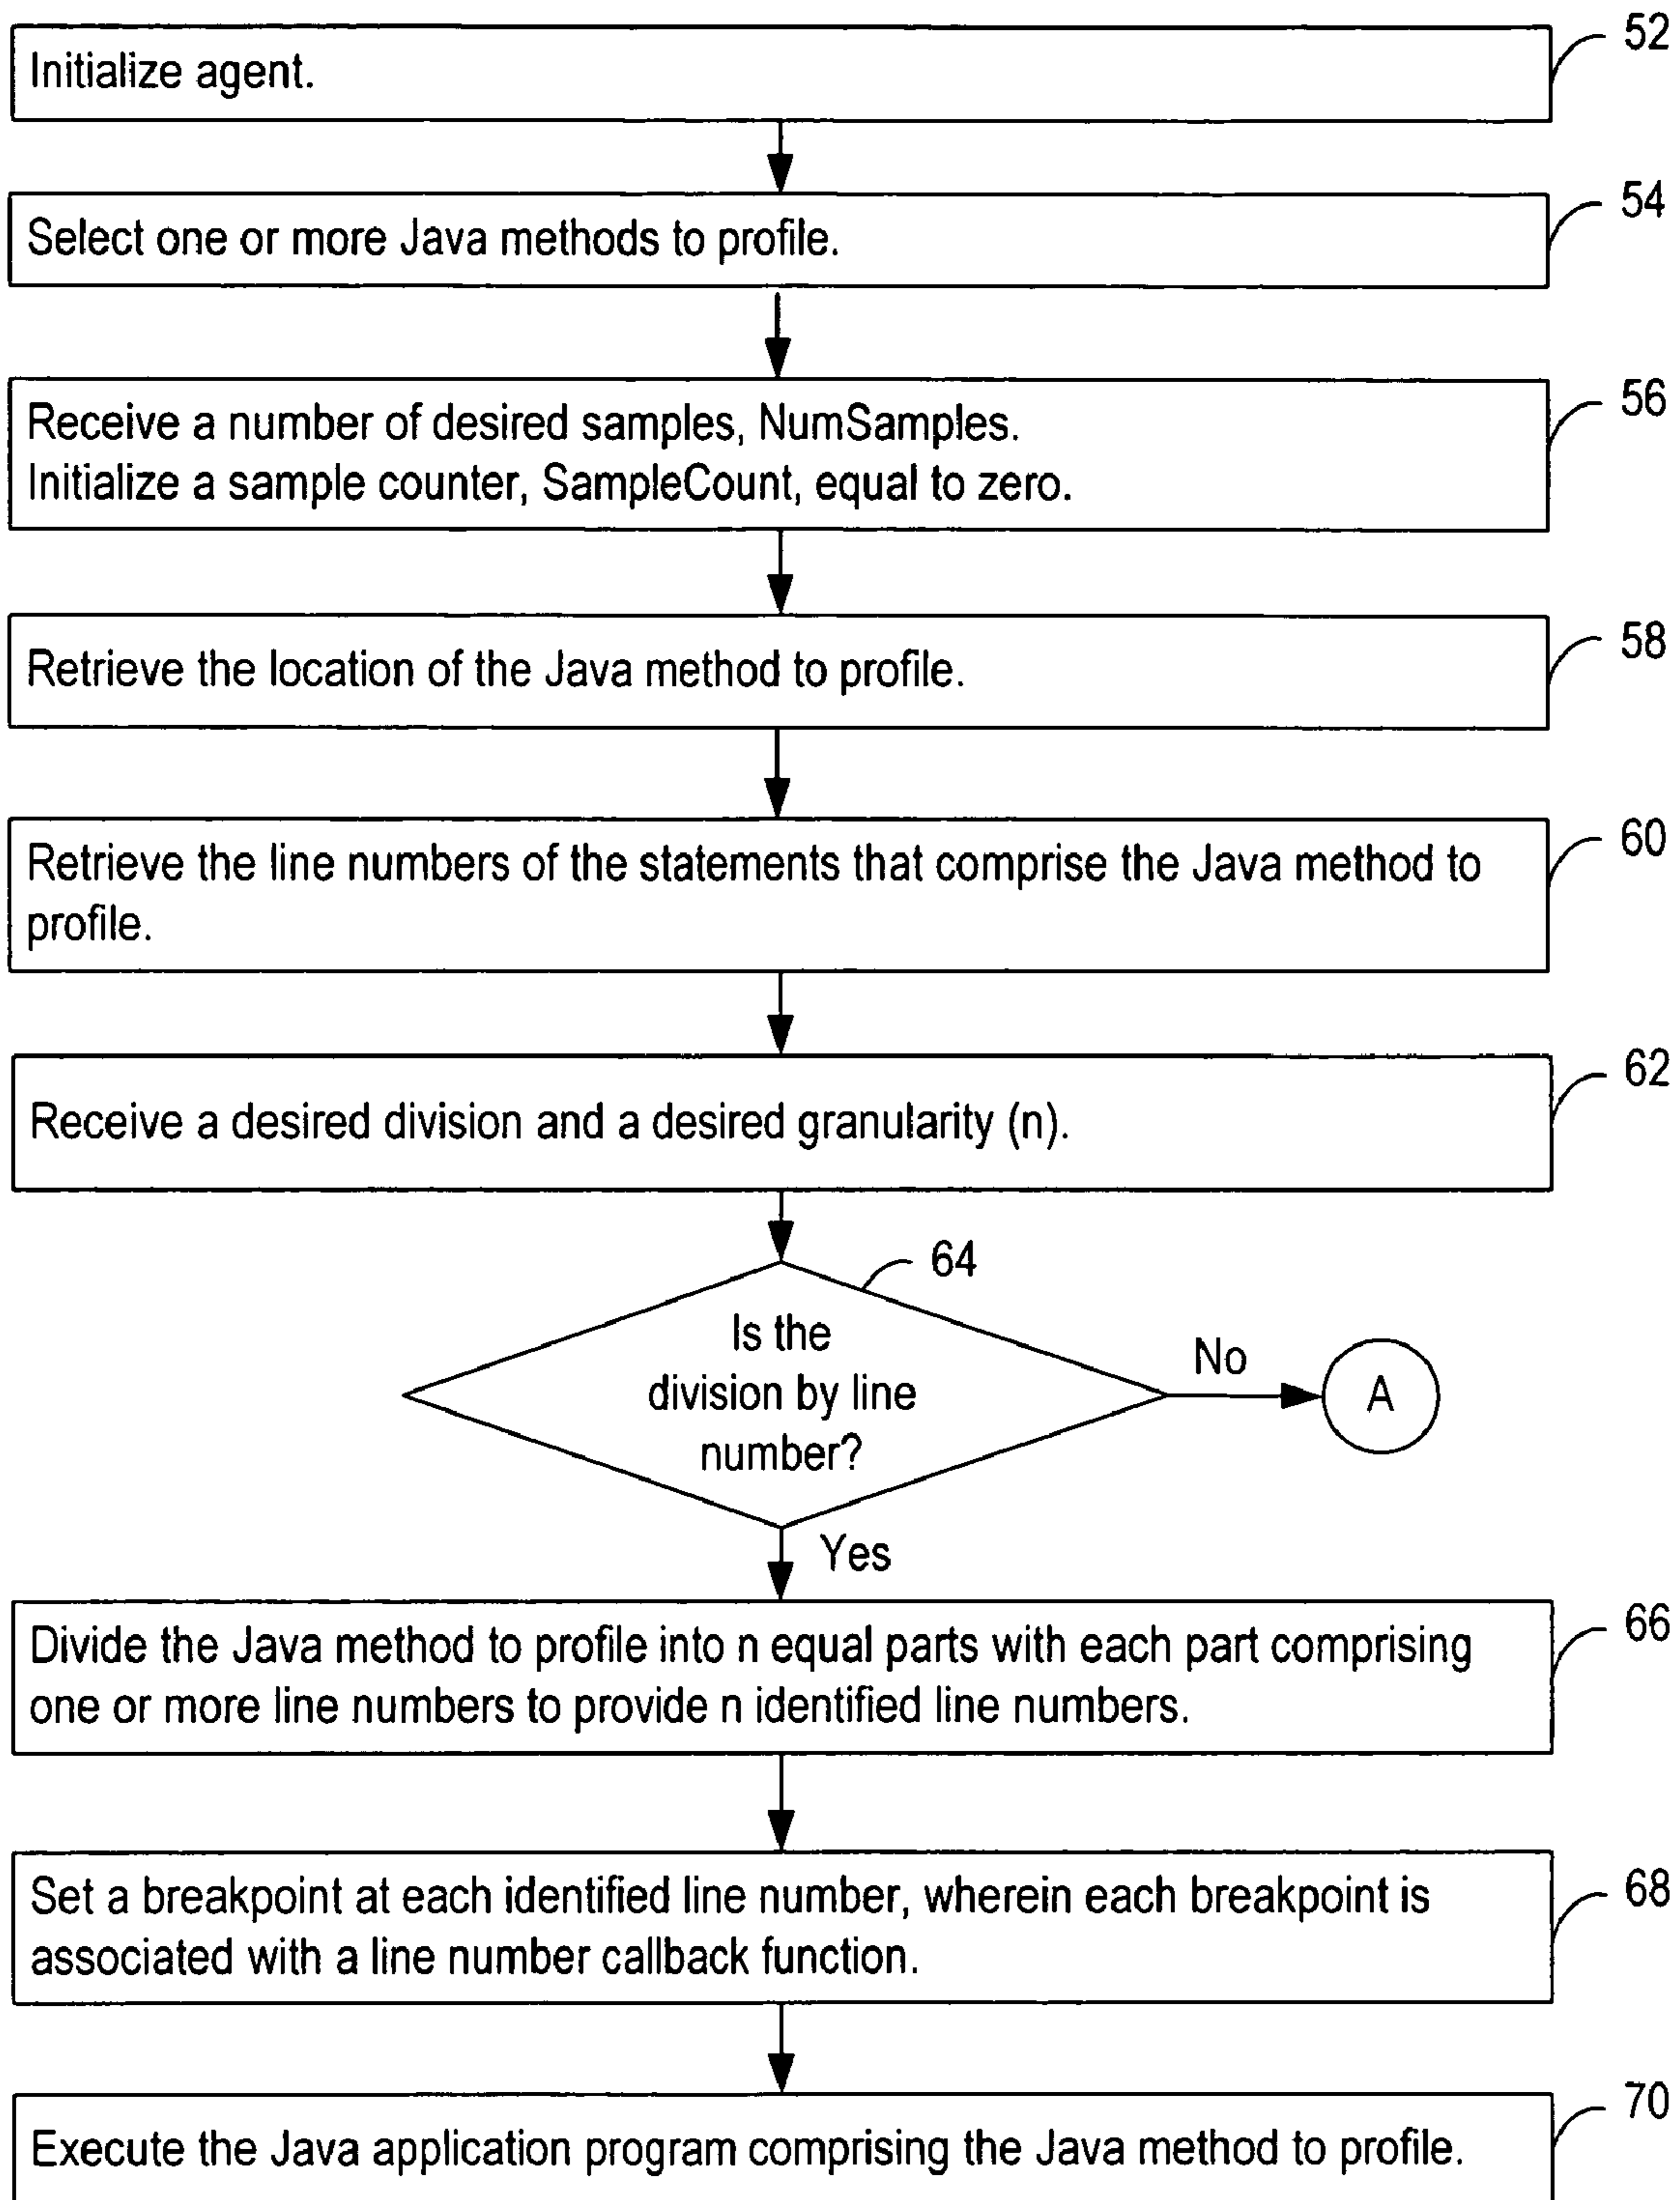 52
Initialize agent.
54
Select one or more Java methods to profile.
56
Receive a number of desired samples, NumSamples.
Initialize a sample counter, SampleCount, equal to zero.
58
Retrieve the location of the Java method to profile.
60
Retrieve the line numbers of the statements that comprise the Java method to
profile.
62
Receive a desired division and a desired granularity (n).
64
Is the
division by line
number?
No
A
Yes
66
Divide the Java method to profile into n equal parts with each part comprising
one or more line numbers to provide n identified line numbers.
68
Set a breakpoint at each identified line number, wherein each breakpoint is
associated with a line number callback function.
70
Execute the Java application program comprising the Java method to profile.